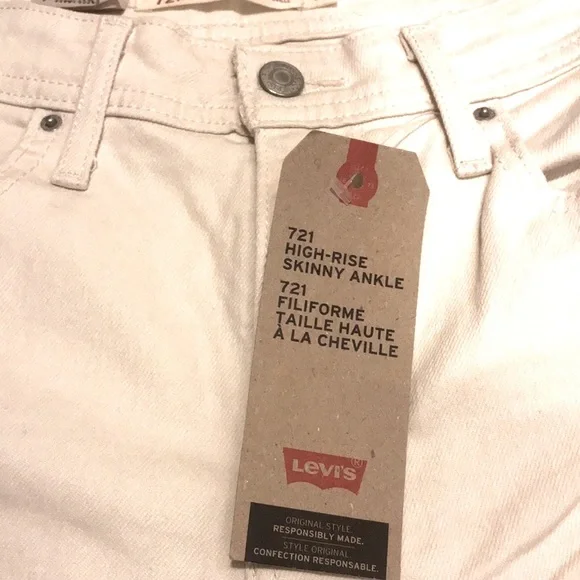 721
721
HIGH-RISE
SKINNY ANKLE
721
FILIFORME
TAILLE HAUTE
À LA CHEVILLE
Levi's
ORIGINAL STYLE
RESPONSIBLY MADE.
STYLE ORIGINAL.
CONFECTION RESPONSABLE.